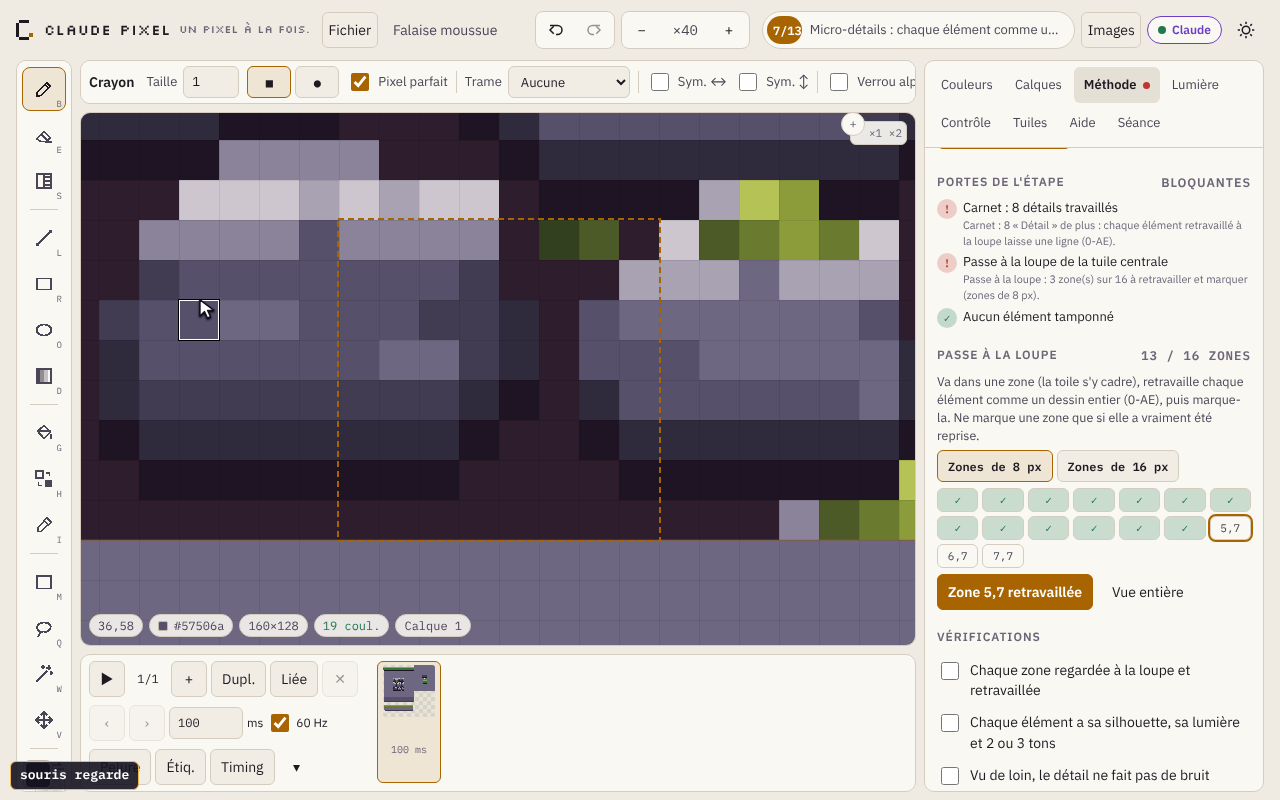 CLAUDE PIXEL UN PIXEL À LA FOIS.
Fichier
Falaise moussue
− ×40 +
7/13 Micro-détails : chaque élément comme u...
Images
Claude
Crayon Taille 1
Pixel parfait
Trame Aucune
Sym. ↔
Sym. ↕
Verrou alp
B
E
S
L
R
O
D
G
H
I
M
Q
W
V
+
×1 ×2
36,58
#57506a
160×128
19 coul.
Calque 1
1/1
+
Dupl.
Liée
✕
‹
›
100 ms
60 Hz
Étiq.
Timing
▼
100 ms
souris regarde
Couleurs
Calques
Méthode
Lumière
Contrôle
Tuiles
Aide
Séance
PORTES DE L'ÉTAPE BLOQUANTES
! Carnet : 8 détails travaillés
Carnet : 8 « Détail » de plus : chaque élément retravaillé à
la loupe laisse une ligne (0-AE).
! Passe à la loupe de la tuile centrale
Passe à la loupe : 3 zone(s) sur 16 à retravailler et marquer
(zones de 8 px).
✓ Aucun élément tamponné
PASSE À LA LOUPE 13 / 16 ZONES
Va dans une zone (la toile s'y cadre), retravaille chaque
élément comme un dessin entier (0-AE), puis marque-
la. Ne marque une zone que si elle a vraiment été
reprise.
Zones de 8 px
Zones de 16 px
✓ ✓ ✓ ✓ ✓ ✓ ✓
✓ ✓ ✓ ✓ ✓ ✓ 5,7
6,7 7,7
Zone 5,7 retravaillée
Vue entière
VÉRIFICATIONS
Chaque zone regardée à la loupe et
retravaillée
Chaque élément a sa silhouette, sa lumière
et 2 ou 3 tons
Vu de loin, le détail ne fait pas de bruit